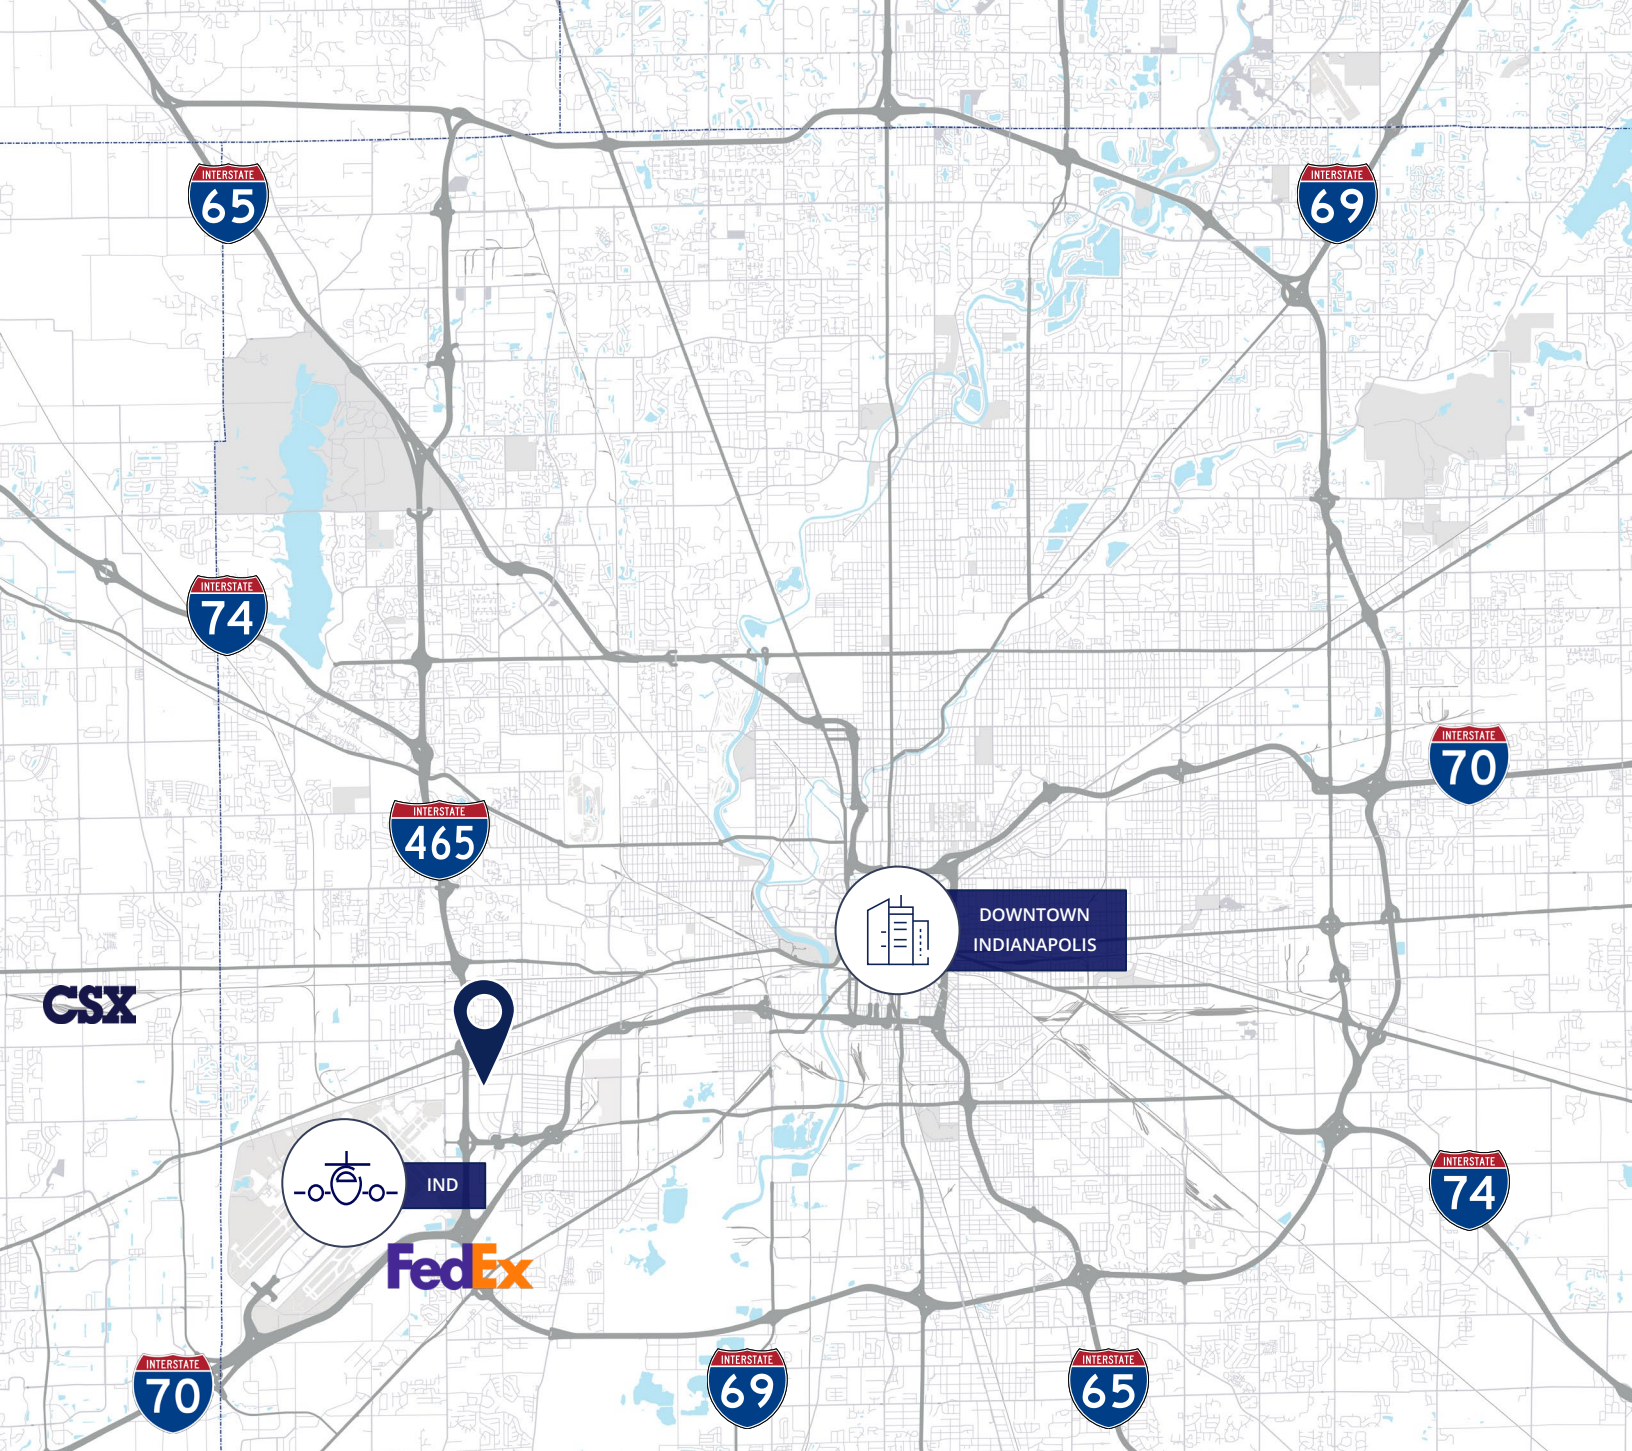 INTERSTATE
65
INTERSTATE
69
INTERSTATE
74
INTERSTATE
70
INTERSTATE
465
DOWNTOWN
INDIANAPOLIS
CSX
IND
INTERSTATE
74
FedEx
INTERSTATE
70
INTERSTATE
69
INTERSTATE
65